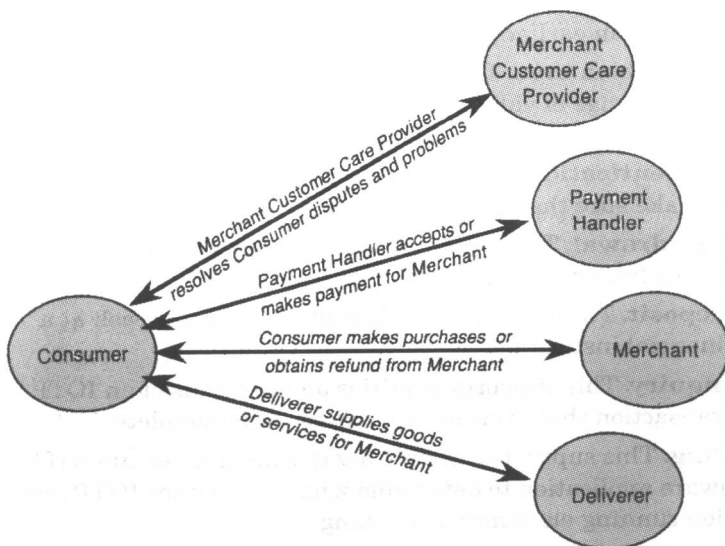 Merchant
Customer Care
Provider
Merchant Customer Care Provider
resolves Consumer disputes and problems
Payment
Handler
Payment Handler accepts or
makes payment for Merchant
Consumer
Consumer makes purchases or
obtains refund from Merchant
Merchant
Deliverer supplies goods
or services for Merchant
Deliverer